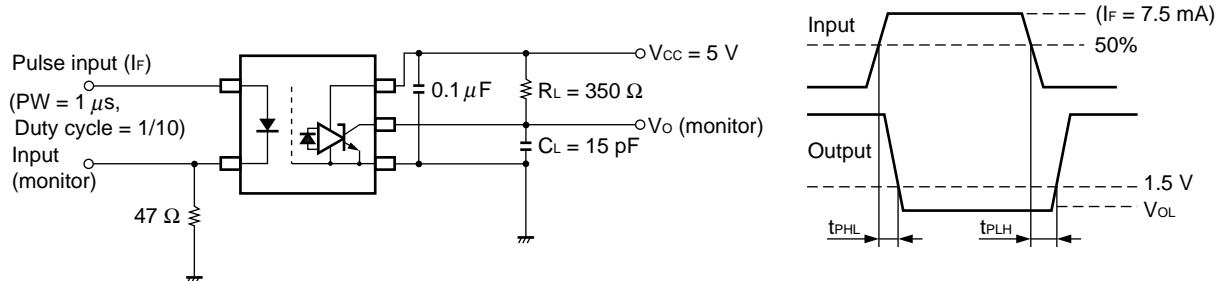 Pulse input (IF)
(PW = 1 μs,
Duty cycle = 1/10)
Input
(monitor)
47 Ω
VCC = 5 V
0.1 μF
RL = 350 Ω
VO (monitor)
CL = 15 pF
Input
(IF = 7.5 mA)
50%
Output
1.5 V
VOL
tPHL
tPLH